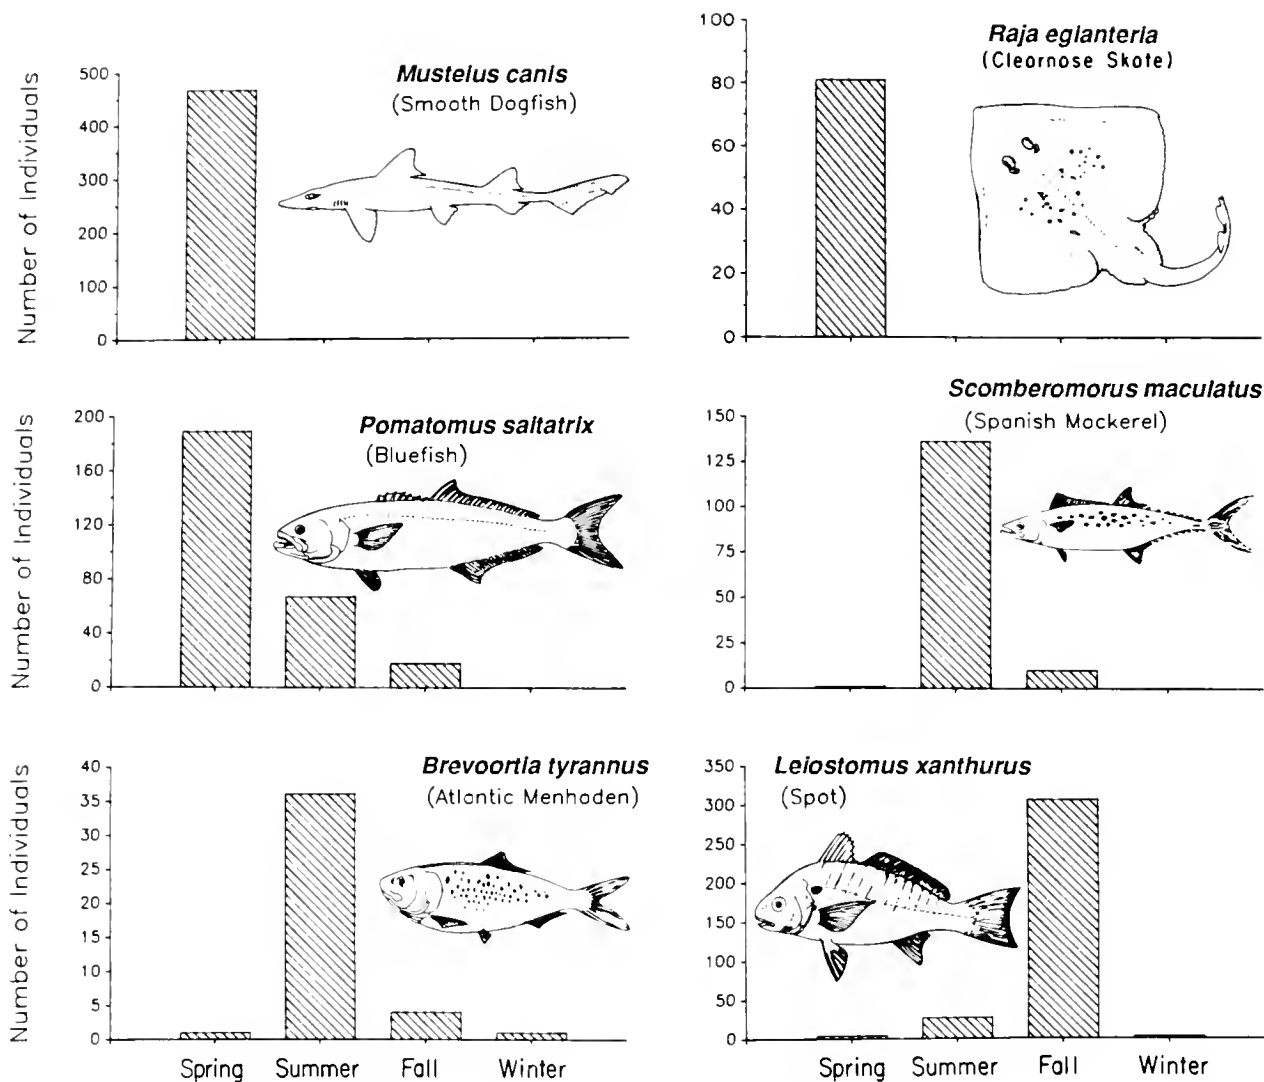 Mustelus canis
(Smooth Dogfish)
Number of Individuals
500
400
300
200
100
0
Raja eglanteria
(Clearnose Skate)
100
80
60
40
20
0
Pomatomus saltatrix
(Bluefish)
Number of Individuals
200
160
120
80
40
0
Scomberomorus maculatus
(Spanish Mackerel)
150
125
100
75
50
25
0
Brevoortia tyrannus
(Atlantic Menhaden)
Number of Individuals
40
35
30
25
20
15
10
5
0
Spring Summer Fall Winter
Leiostomus xanthurus
(Spot)
350
300
250
200
150
100
50
0
Spring Summer Fall Winter